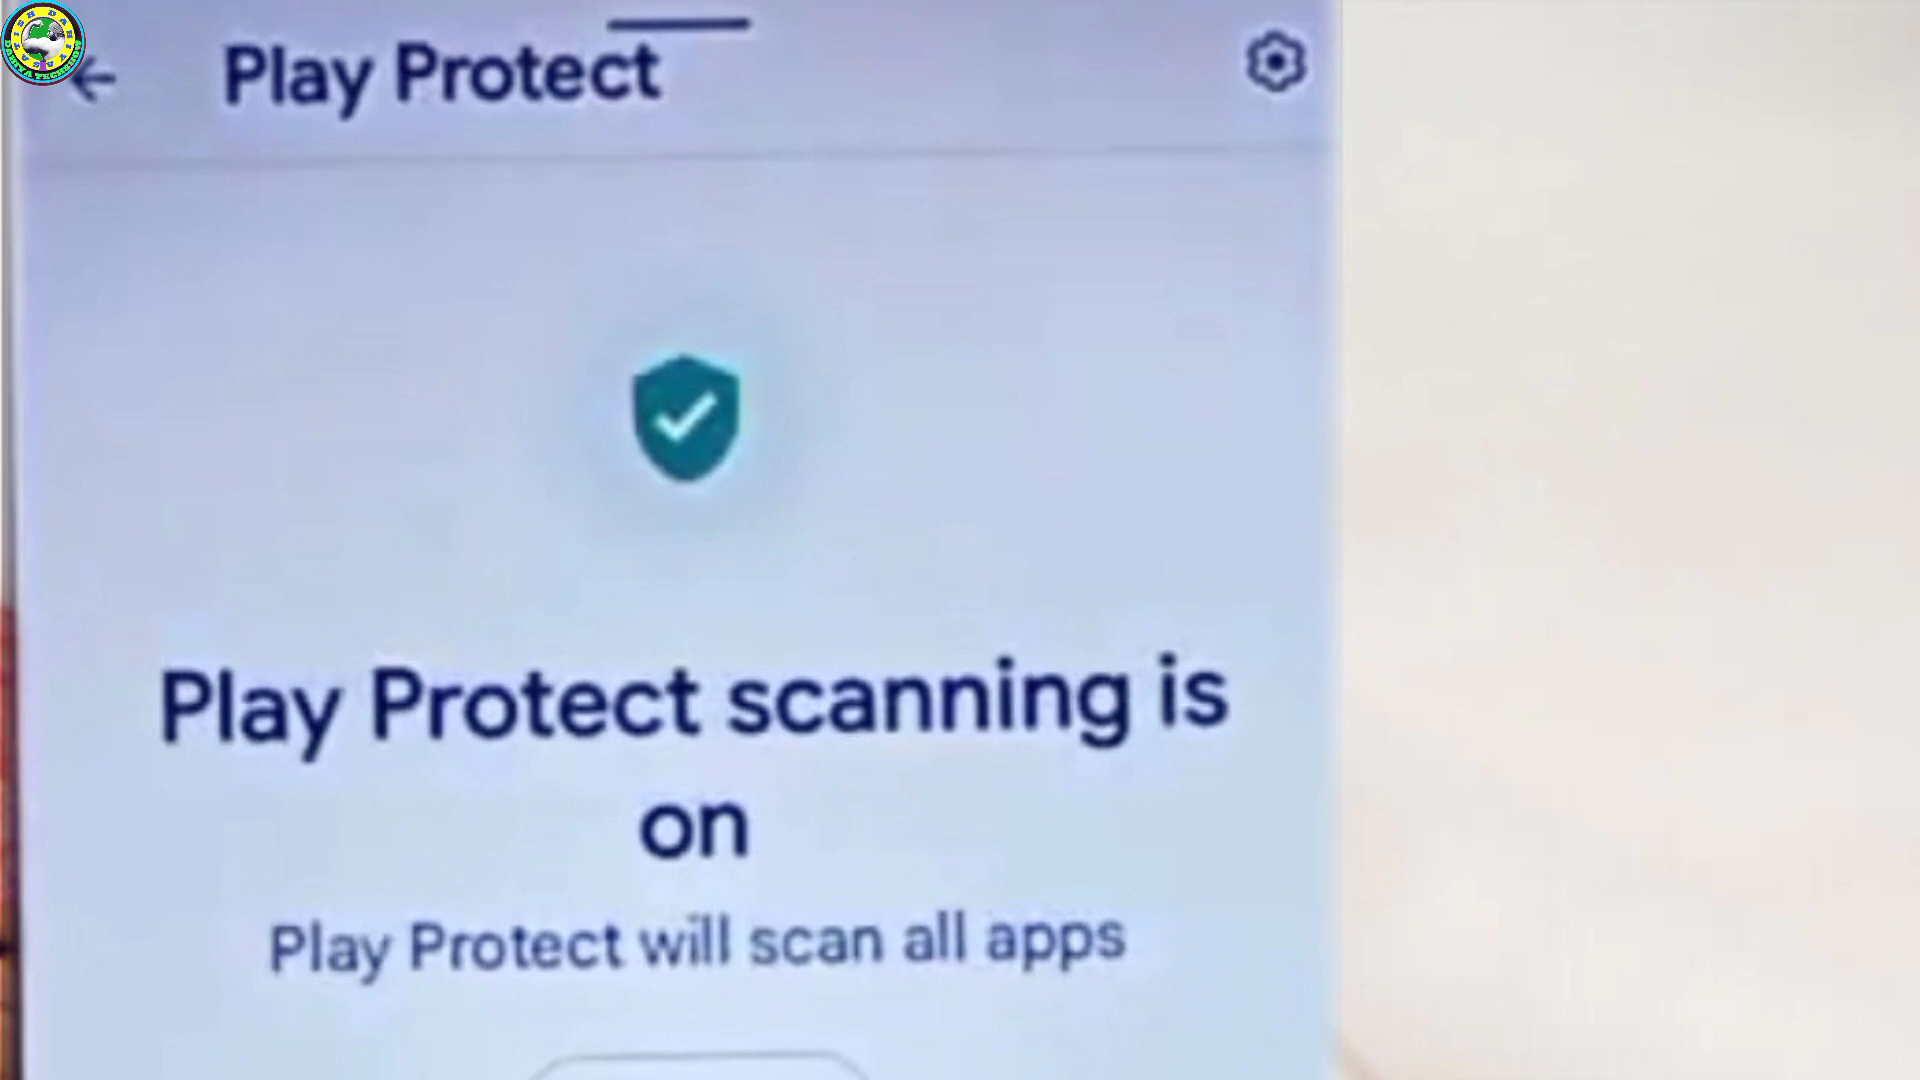 Play Protect
Play Protect scanning is
on
Play Protect will scan all apps